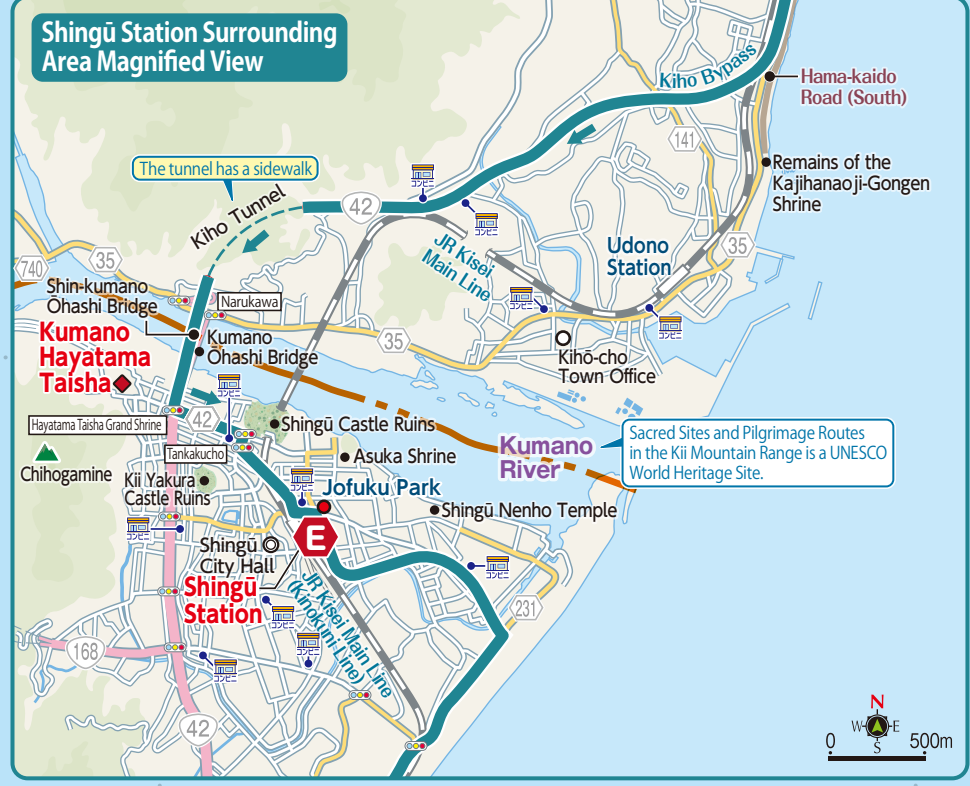 Shingū Station Surrounding
Area Magnified View
Kiho Bypass
Hama-kaido
Road (South)
141
The tunnel has a sidewalk
コンビニ
Remains of the
Kajihanaoji-Gongen
Shrine
Kiho Tunnel
42
コンビニ
JR Kisei
Main Line
Udono
Station
35
740
35
Shin-kumano
Ōhashi Bridge
Narukawa
コンビニ
コンビニ
Kumano
Hayatama
Taisha
Kumano
Ōhashi Bridge
35
Kihō-cho
Town Office
コンビニ
Hayatama Taisha Grand Shrine
42
Shingū Castle Ruins
Tankakucho
Asuka Shrine
Kumano
River
Sacred Sites and Pilgrimage Routes
in the Kii Mountain Range is a UNESCO
World Heritage Site.
Chihogamine
Kii Yakura
Castle Ruins
コンビニ
Jofuku Park
Shingū Nenho Temple
コンビニ
Shingū
City Hall
E
コンビニ
Shingū
Station
JR Kisei Main Line
(Kinokuni Line)
コンビニ
231
コンビニ
168
コンビニ
42
N
W
E
S
0
500m